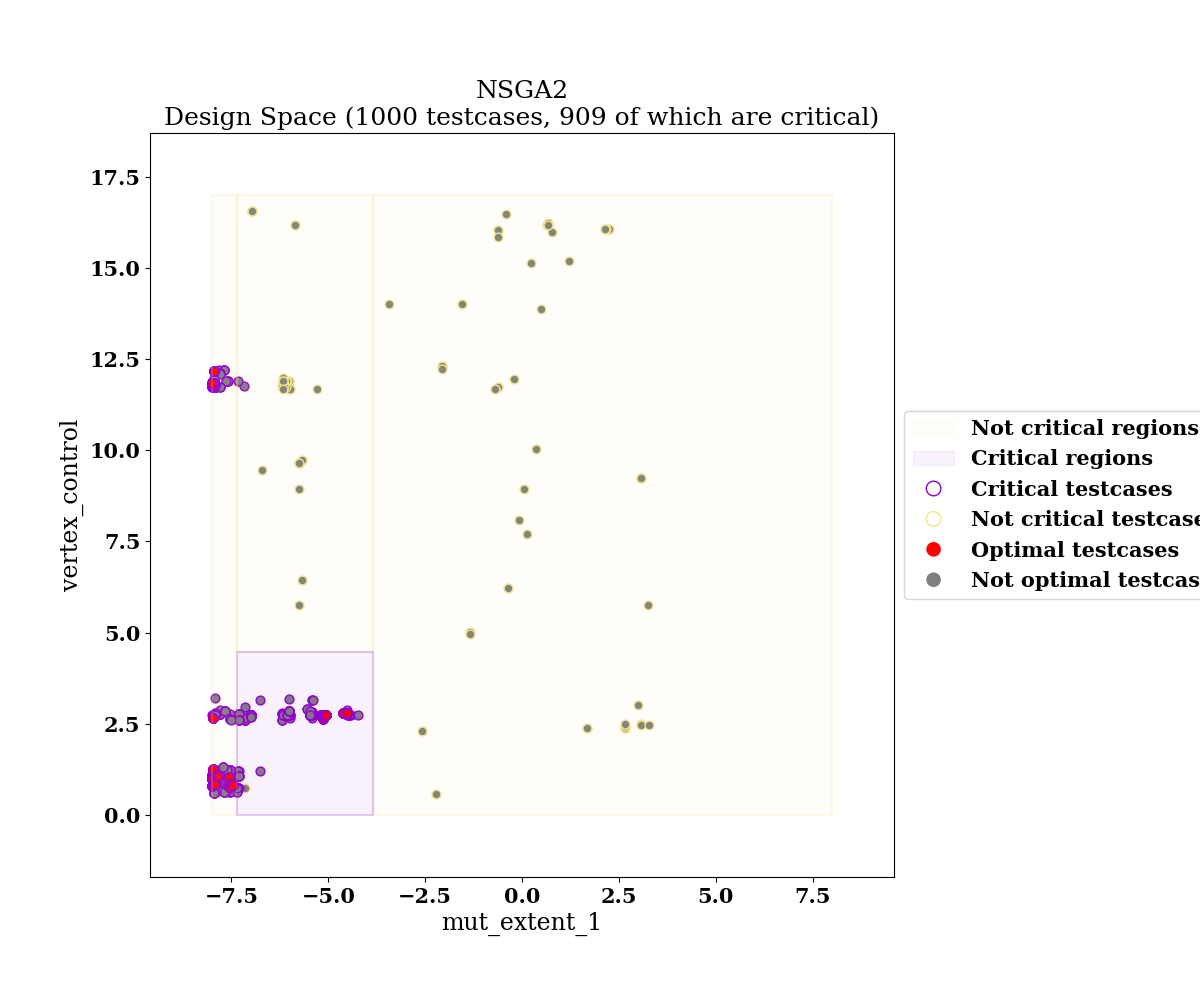 NSGA2
Design Space (1000 testcases, 909 of which are critical)
17.5
15.0
12.5
10.0
7.5
5.0
2.5
0.0
vertex_control
−7.5
−5.0
−2.5
0.0
2.5
5.0
7.5
mut_extent_1
Not critical regions
Critical regions
Critical testcases
Not critical testcase
Optimal testcases
Not optimal testcas